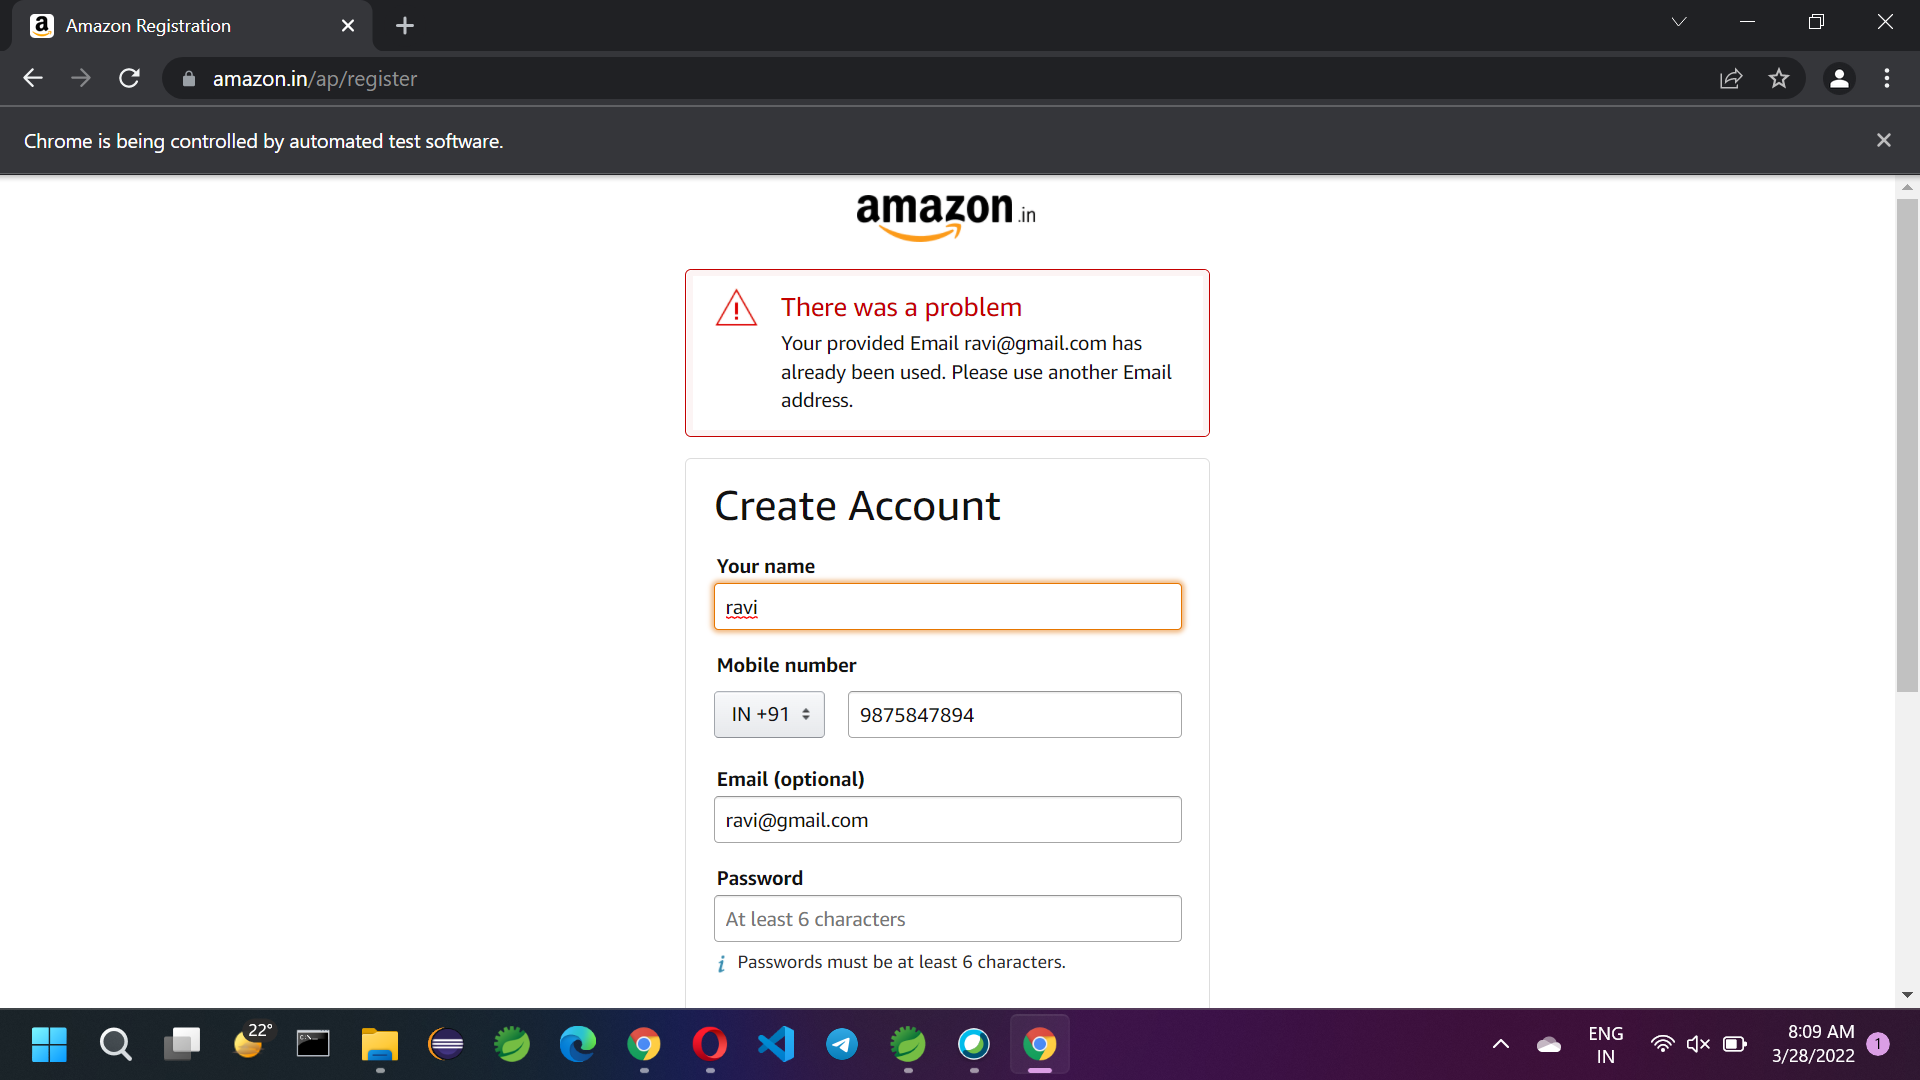 Amazon Registration
amazon.in/ap/register
Chrome is being controlled by automated test software.
amazon.in
There was a problem
Your provided Email ravi@gmail.com has
already been used. Please use another Email
address.
Create Account
Your name
ravi
Mobile number
IN +91
9875847894
Email (optional)
ravi@gmail.com
Password
At least 6 characters
i Passwords must be at least 6 characters.
22°
ENG
IN
8:09 AM
3/28/2022
1